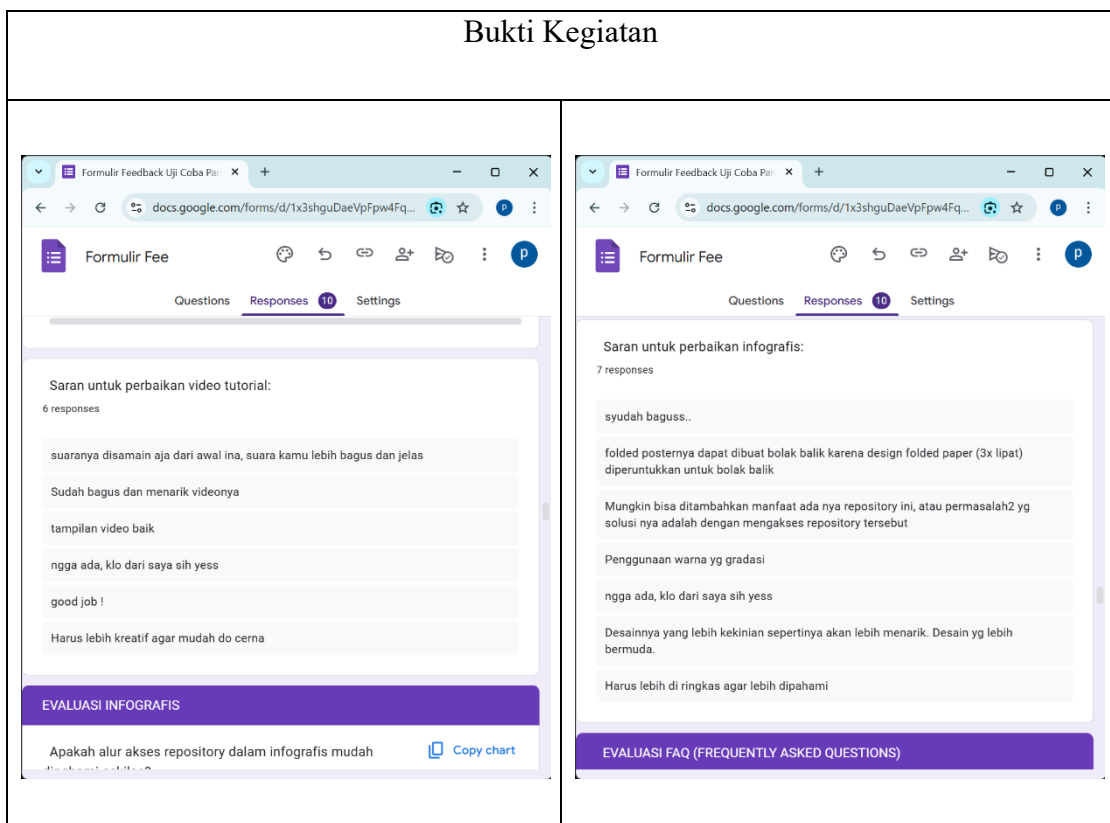 Bukti Kegiatan
Formulir Feedback Uji Coba Pan
docs.google.com/forms/d/1x3shguDaeVpFpw4Fq...
P
Formulir Fee
p
Questions Responses 10 Settings
Saran untuk perbaikan video tutorial:
6 responses
suaranya disamain aja dari awal ina, suara kamu lebih bagus dan jelas
Sudah bagus dan menarik videonya
tampilan video baik
ngga ada, klo dari saya sih yess
good job !
Harus lebih kreatif agar mudah do cerna
EVALUASI INFOGRAFIS
Apakah alur akses repository dalam infografis mudah
Copy chart
Formulir Feedback Uji Coba Pan
docs.google.com/forms/d/1x3shguDaeVpFpw4Fq...
P
Formulir Fee
p
Questions Responses 10 Settings
Saran untuk perbaikan infografis:
7 responses
syudah baguss..
folded posternya dapat dibuat bolak balik karena design folded paper (3x lipat)
diperuntukkan untuk bolak balik
Mungkin bisa ditambahkan manfaat ada nya repository ini, atau permasalah2 yg
solusi nya adalah dengan mengakses repository tersebut
Penggunaan warna yg gradasi
ngga ada, klo dari saya sih yess
Desainnya yang lebih kekinian sepertinya akan lebih menarik. Desain yg lebih
bermuda.
Harus lebih di ringkas agar lebih dipahami
EVALUASI FAQ (FREQUENTLY ASKED QUESTIONS)